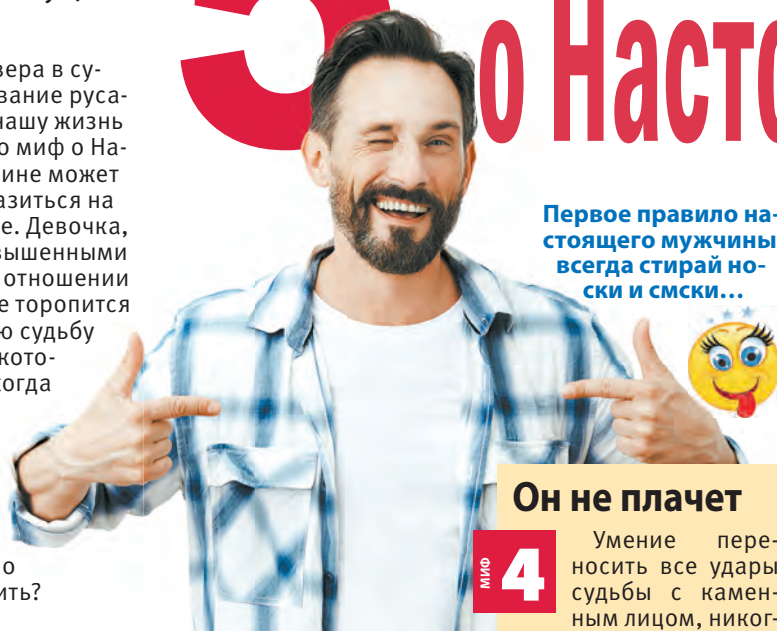 о Насто
вера в су-
вание руса-
нашу жизнь
о миф о На-
ине может
азиться на
е. Девочка,
вышенными
отношении
е торопится
ю судьбу
кото-
когда
о
ить?
Первое правило на-
стоящего мужчины
всегда стирай но-
ски и смски…
Он не плачет
МИФ
4
Умение пере-
носить все удары
судьбы с камен-
ным лицом, никог-